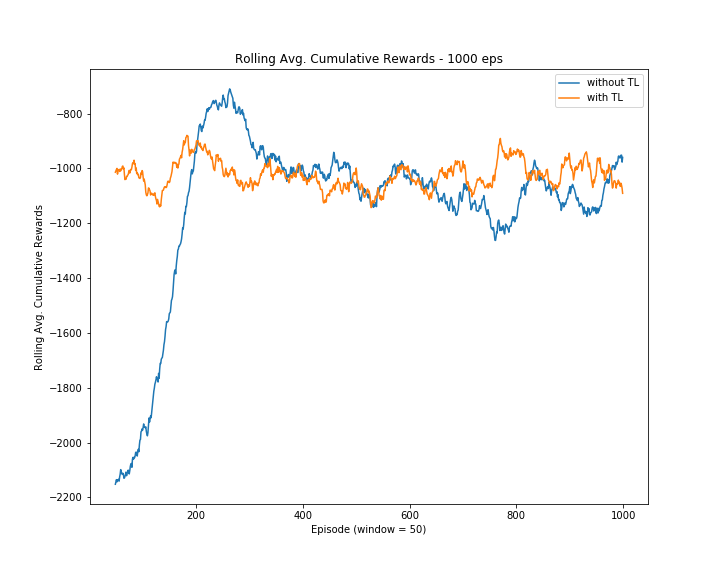 Rolling Avg. Cumulative Rewards - 1000 eps
without TL
with TL
Rolling Avg. Cumulative Rewards
−800
−1000
−1200
−1400
−1600
−1800
−2000
−2200
200
400
600
800
1000
Episode (window = 50)